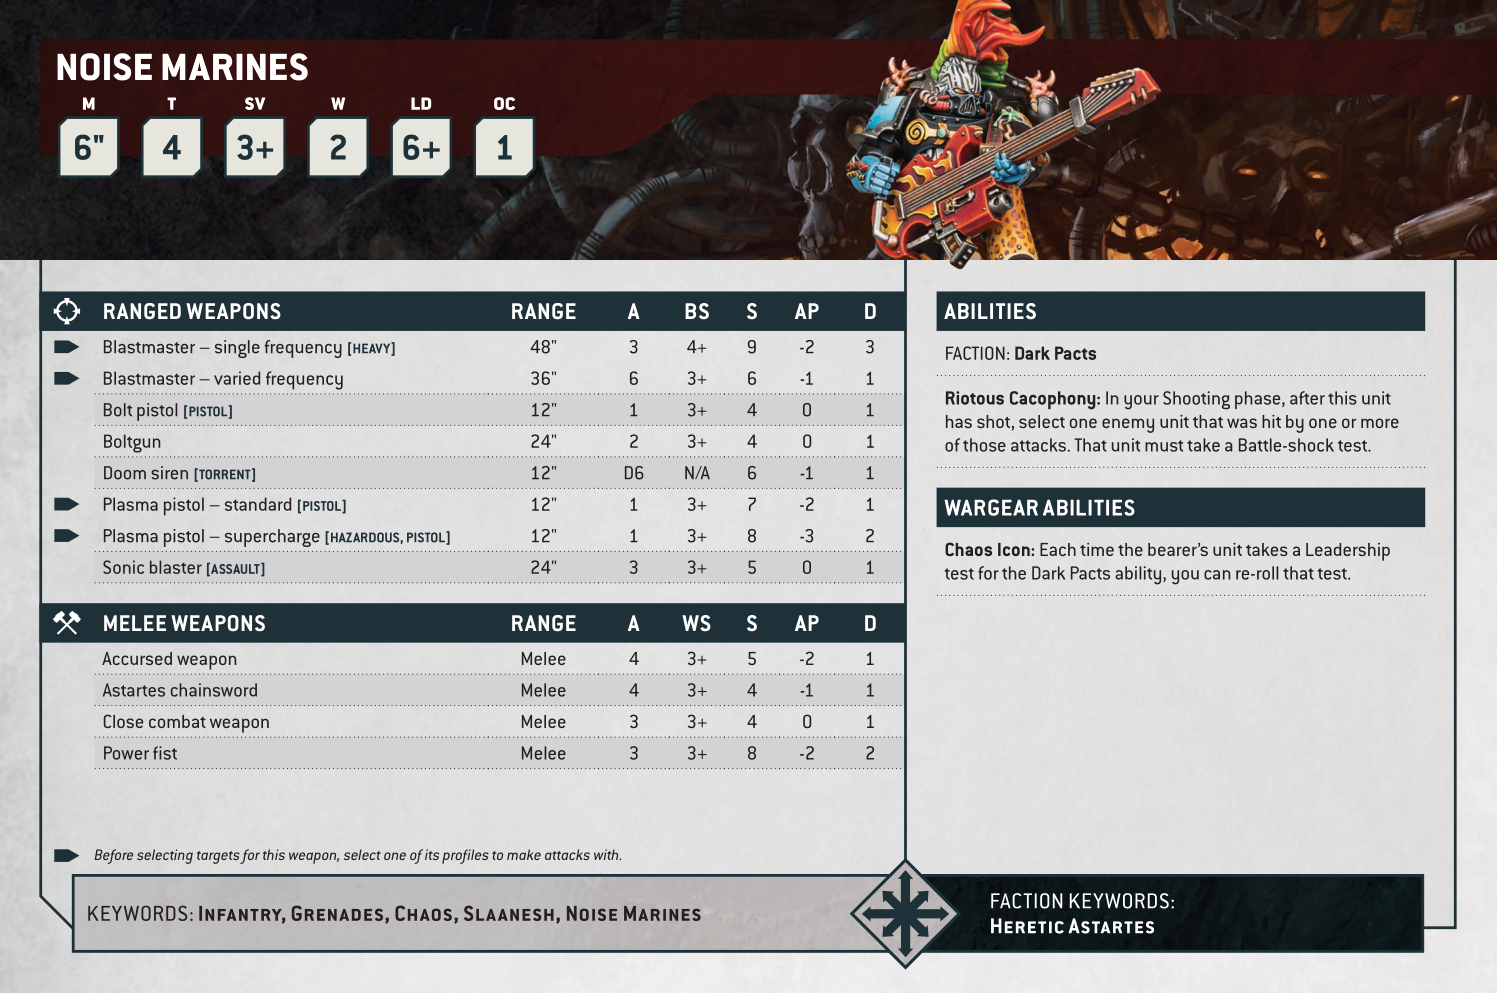 NOISE MARINES
M T SV W LD OC
6" 4 3+ 2 6+ 1
RANGED WEAPONS RANGE A BS S AP D
Blastmaster – single frequency [HEAVY] 48" 3 4+ 9 -2 3
Blastmaster – varied frequency 36" 6 3+ 6 -1 1
Bolt pistol [PISTOL] 12" 1 3+ 4 0 1
Boltgun 24" 2 3+ 4 0 1
Doom siren [TORRENT] 12" D6 N/A 6 -1 1
Plasma pistol – standard [PISTOL] 12" 1 3+ 7 -2 1
Plasma pistol – supercharge [HAZARDOUS, PISTOL] 12" 1 3+ 8 -3 2
Sonic blaster [ASSAULT] 24" 3 3+ 5 0 1
MELEE WEAPONS RANGE A WS S AP D
Accursed weapon Melee 4 3+ 5 -2 1
Astartes chainsword Melee 4 3+ 4 -1 1
Close combat weapon Melee 3 3+ 4 0 1
Power fist Melee 3 3+ 8 -2 2
Before selecting targets for this weapon, select one of its profiles to make attacks with.
ABILITIES
FACTION: Dark Pacts
Riotous Cacophony: In your Shooting phase, after this unit
has shot, select one enemy unit that was hit by one or more
of those attacks. That unit must take a Battle-shock test.
WARGEAR ABILITIES
Chaos Icon: Each time the bearer's unit takes a Leadership
test for the Dark Pacts ability, you can re-roll that test.
KEYWORDS: INFANTRY, GRENADES, CHAOS, SLAANESH, NOISE MARINES
FACTION KEYWORDS:
HERETIC ASTARTES